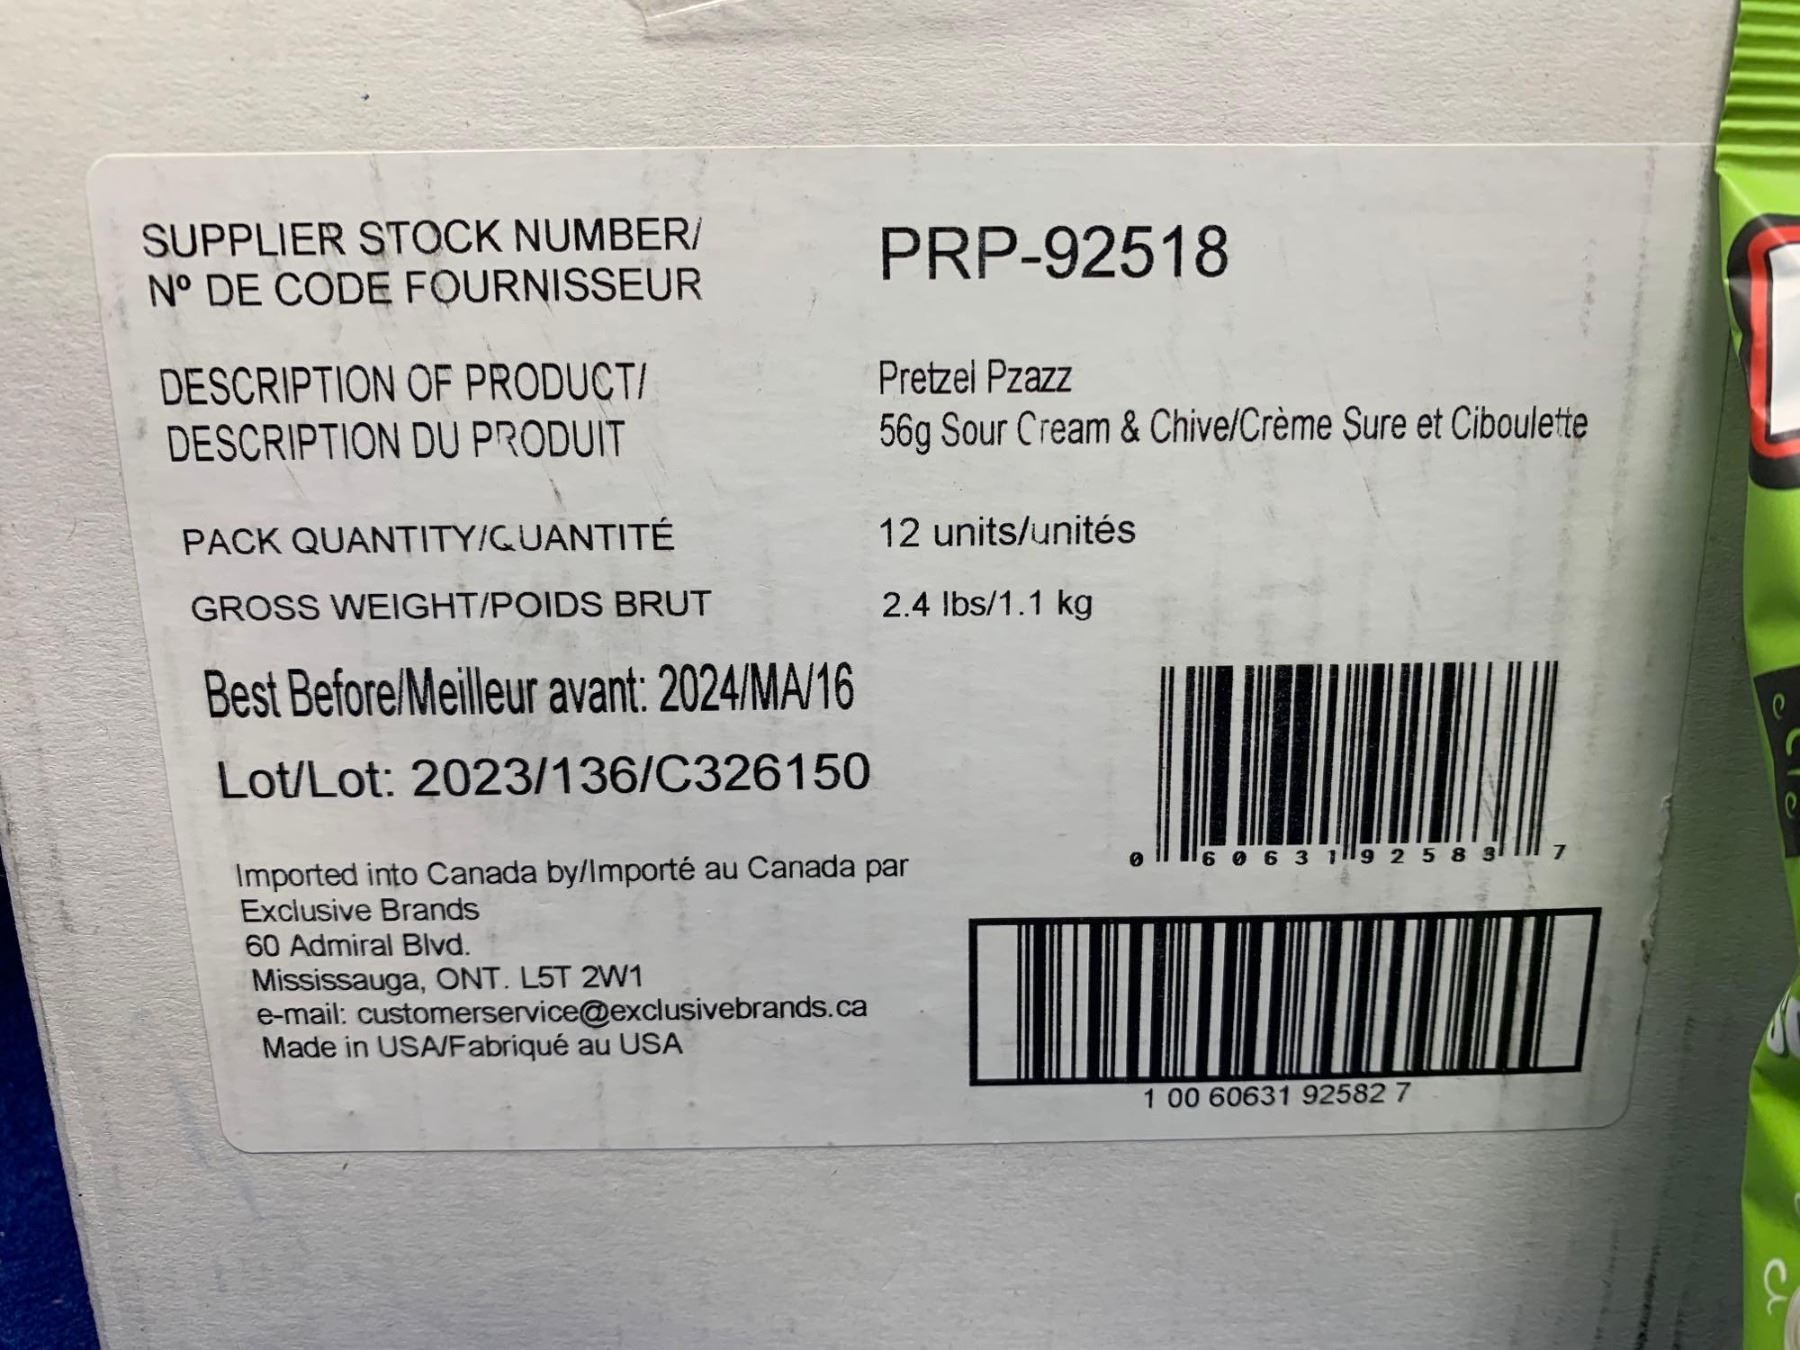 SUPPLIER STOCK NUMBER/
Nº DE CODE FOURNISSEUR
PRP-92518
DESCRIPTION OF PRODUCT/
DESCRIPTION DU PRODUIT
Pretzel Pzazz
56g Sour Cream & Chive/Crème Sure et Ciboulette
PACK QUANTITY/QUANTITÉ
12 units/unités
GROSS WEIGHT/POIDS BRUT
2.4 lbs/1.1 kg
Best Before/Meilleur avant: 2024/MA/16
Lot/Lot: 2023/136/C326150
Imported into Canada by/Importé au Canada par
Exclusive Brands
60 Admiral Blvd.
Mississauga, ONT. L5T 2W1
e-mail: customerservice@exclusivebrands.ca
Made in USA/Fabriqué au USA
0 60631 92583 7
1 00 60631 92582 7